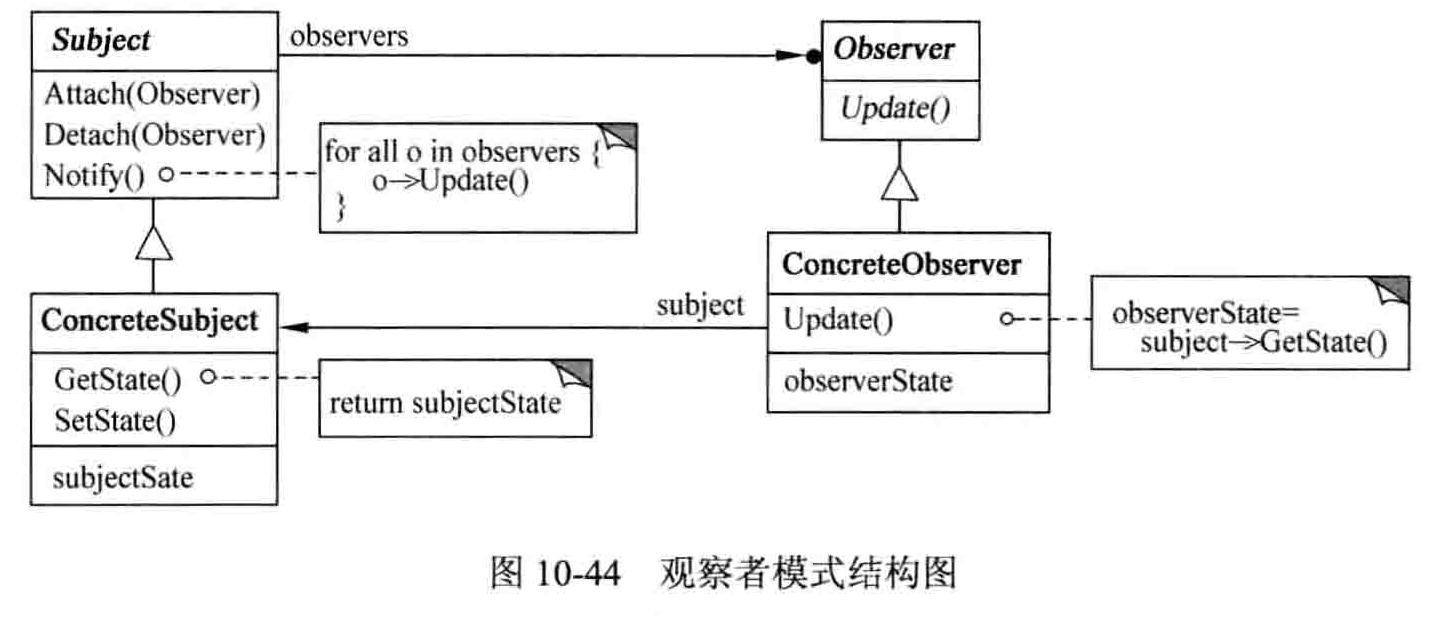 Subject
observers
Observer
Attach(Observer)
Detach(Observer)
Notify()
Update()
for all o in observers {
o->Update()
}
ConcreteObserver
Update()
observerState
observerState=
subject->GetState()
subject
ConcreteSubject
GetState()
SetState()
subjectSate
return subjectState
图 10-44 观察者模式结构图